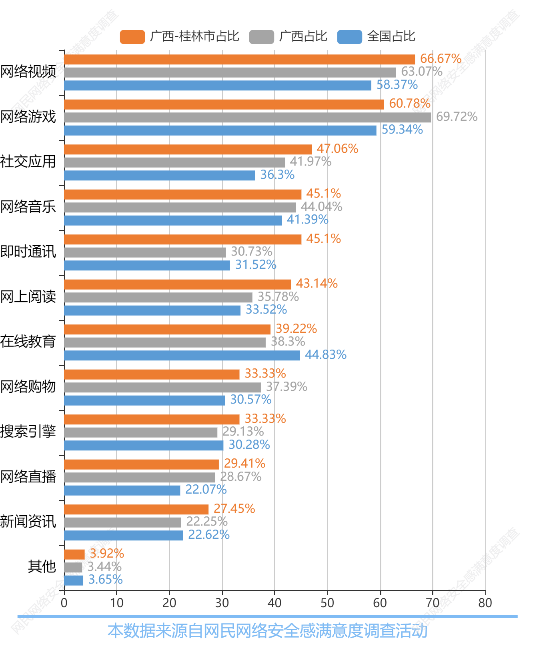 广西-桂林市占比 广西占比 全国占比
网络视频 66.67% 63.07% 58.37%
网络游戏 60.78% 69.72% 59.34%
社交应用 47.06% 41.97% 36.3%
网络音乐 45.1% 44.04% 41.39%
即时通讯 45.1% 30.73% 31.52%
网上阅读 43.14% 35.78% 33.52%
在线教育 39.22% 38.3% 44.83%
网络购物 33.33% 37.39% 30.57%
搜索引擎 33.33% 29.13% 30.28%
网络直播 29.41% 28.67% 22.07%
新闻资讯 27.45% 22.25% 22.62%
其他 3.92% 3.44% 3.65%
0 10 20 30 40 50 60 70 80
本数据来源自网民网络安全感满意度调查活动